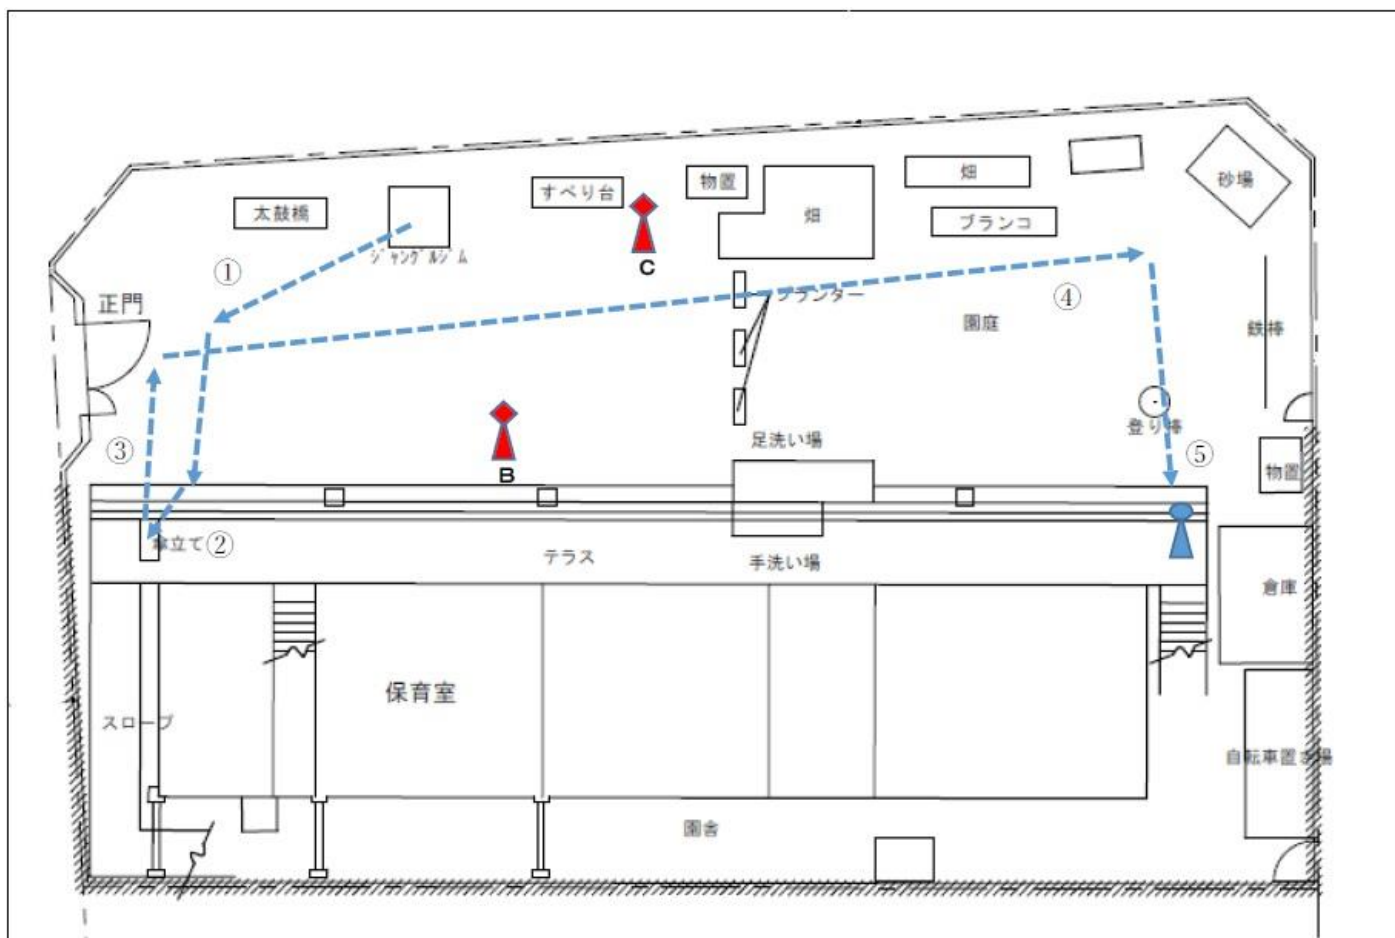 太鼓橋
ジャングルジム
すべり台
物置
畑
畑
ブランコ
砂場
C
①
正門
プランター
④
園庭
鉄棒
登り棒
足洗い場
B
③
⑤
物置
傘立て②
テラス
手洗い場
倉庫
保育室
スロープ
自転車置き場
園舎